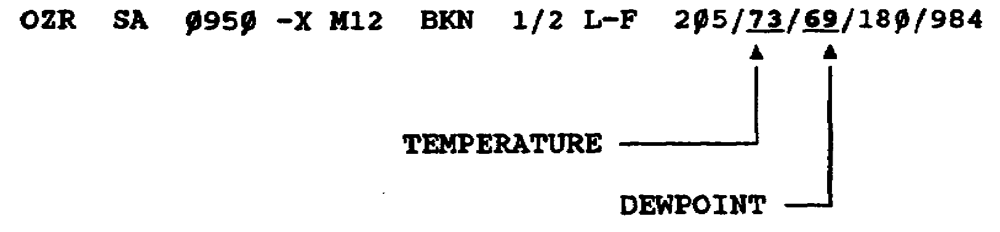 OZR SA Ø95Ø -X M12 BKN 1/2 L-F 2Ø5/73/69/18Ø/984
TEMPERATURE
DEWPOINT